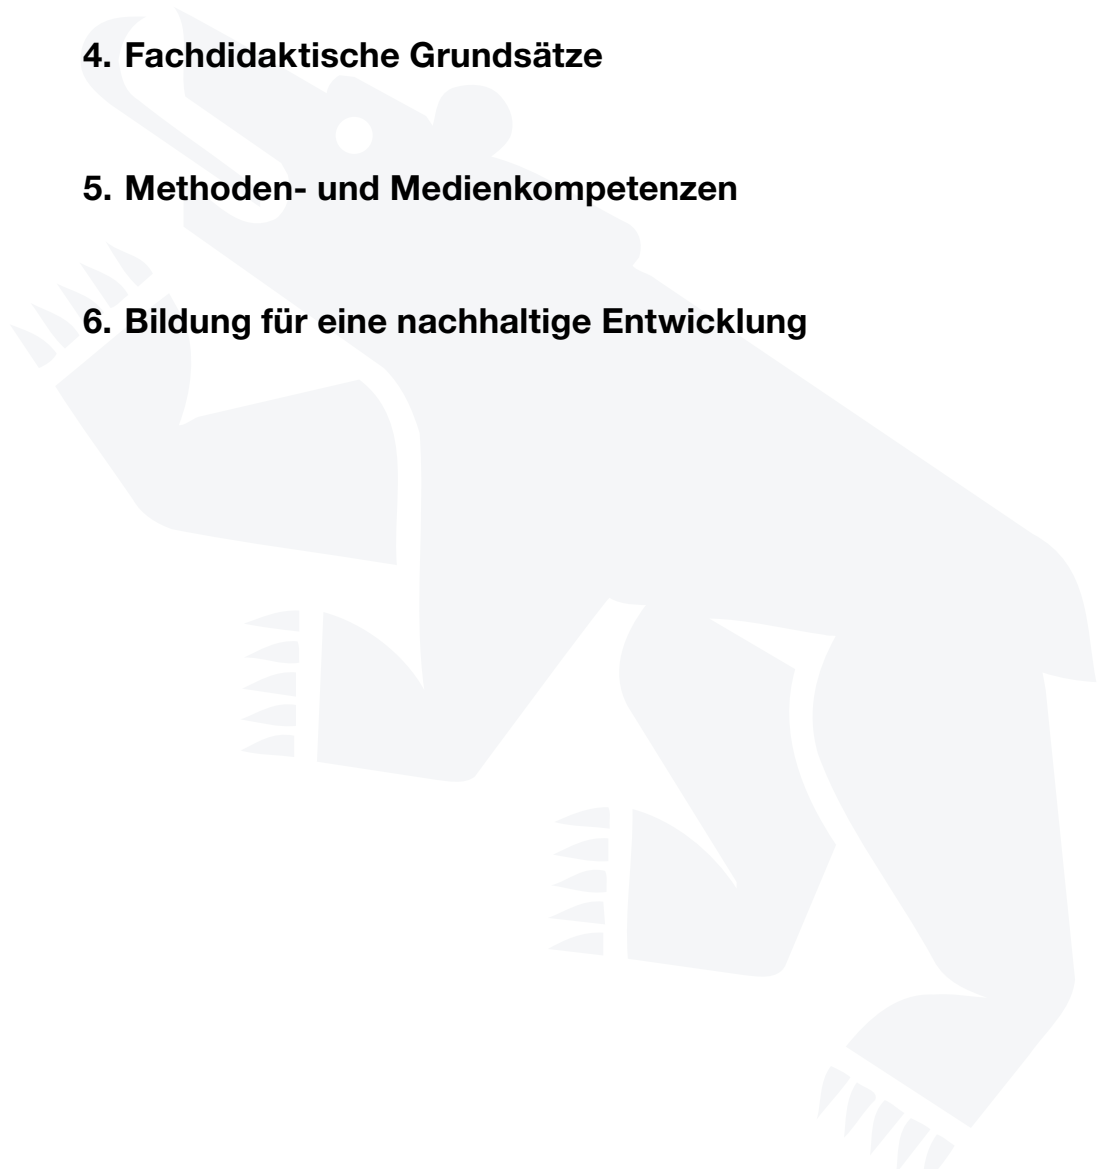 4. Fachdidaktische Grundsätze
5. Methoden- und Medienkompetenzen
6. Bildung für eine nachhaltige Entwicklung